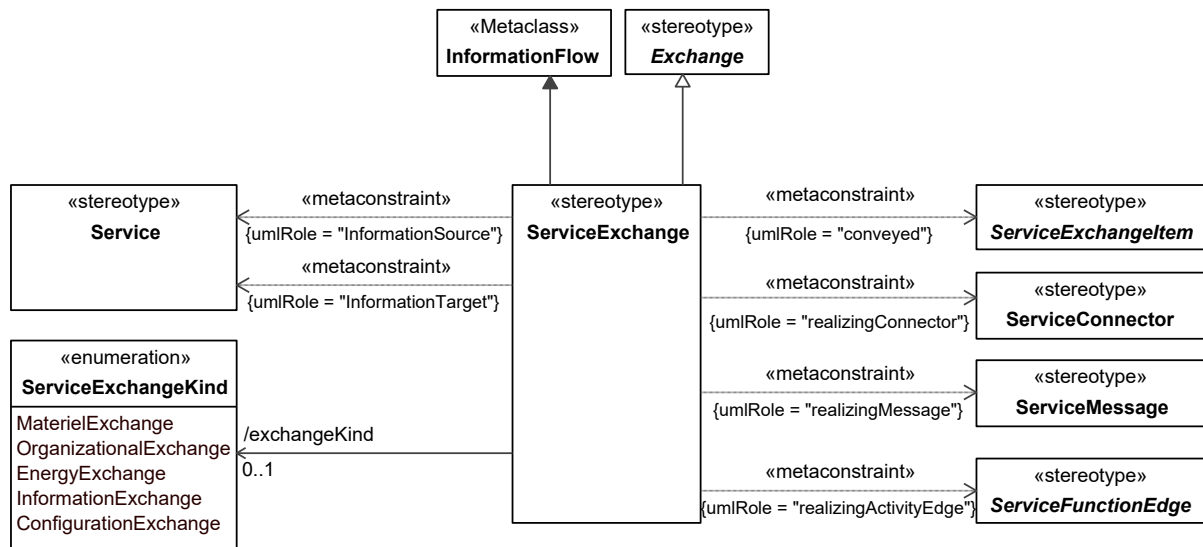 «Metaclass»
InformationFlow
«stereotype»
Exchange
«stereotype»
Service
«metaconstraint»
{umlRole = "InformationSource"}
«metaconstraint»
{umlRole = "InformationTarget"}
«enumeration»
ServiceExchangeKind
MaterielExchange
OrganizationalExchange
EnergyExchange
InformationExchange
ConfigurationExchange
/exchangeKind
0..1
«stereotype»
ServiceExchange
«metaconstraint»
{umlRole = "conveyed"}
«stereotype»
ServiceExchangeItem
«metaconstraint»
{umlRole = "realizingConnector"}
«stereotype»
ServiceConnector
«metaconstraint»
{umlRole = "realizingMessage"}
«stereotype»
ServiceMessage
«metaconstraint»
{umlRole = "realizingActivityEdge"}
«stereotype»
ServiceFunctionEdge